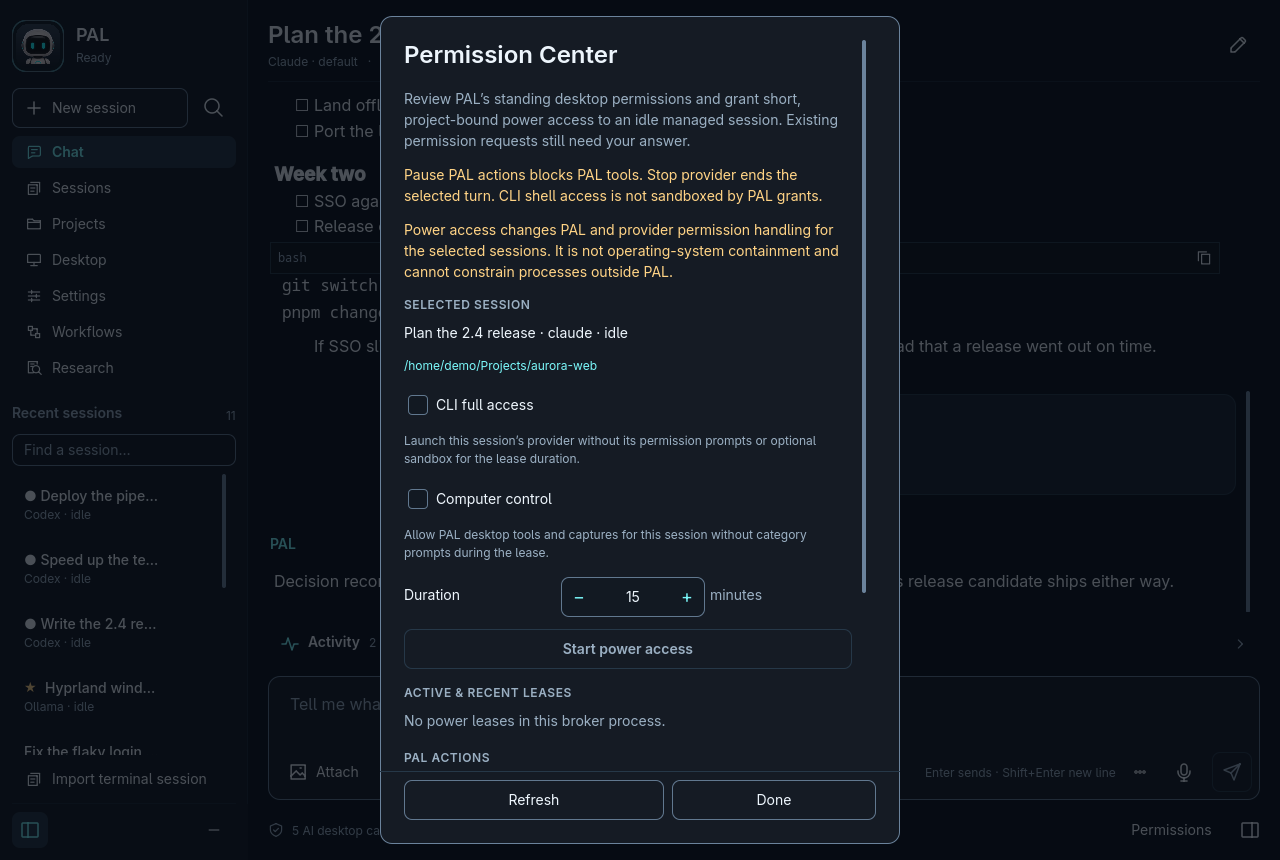 PAL
Ready
New session
Chat
Sessions
Projects
Desktop
Settings
Workflows
Research
Recent sessions
11
Find a session...
Deploy the pipe...
Codex · idle
Speed up the te...
Codex · idle
Write the 2.4 re...
Codex · idle
★ Hyprland wind...
Ollama · idle
Fix the flaky login
Import terminal session
Plan the 2
Claude · default ·
☐ Land off
☐ Port the
Week two
☐ SSO aga
☐ Release
bash
git switch
pnpm chang
If SSO sl
ad that a release went out on time.
PAL
Decision reco
s release candidate ships either way.
Activity 2
Tell me wha
Attach
Enter sends · Shift+Enter new line
5 AI desktop ca
Permissions
Permission Center
Review PAL’s standing desktop permissions and grant short,
project-bound power access to an idle managed session. Existing
permission requests still need your answer.
Pause PAL actions blocks PAL tools. Stop provider ends the
selected turn. CLI shell access is not sandboxed by PAL grants.
Power access changes PAL and provider permission handling for
the selected sessions. It is not operating-system containment and
cannot constrain processes outside PAL.
SELECTED SESSION
Plan the 2.4 release · claude · idle
/home/demo/Projects/aurora-web
CLI full access
Launch this session’s provider without its permission prompts or optional
sandbox for the lease duration.
Computer control
Allow PAL desktop tools and captures for this session without category
prompts during the lease.
Duration − 15 + minutes
Start power access
ACTIVE & RECENT LEASES
No power leases in this broker process.
PAL ACTIONS
Refresh
Done